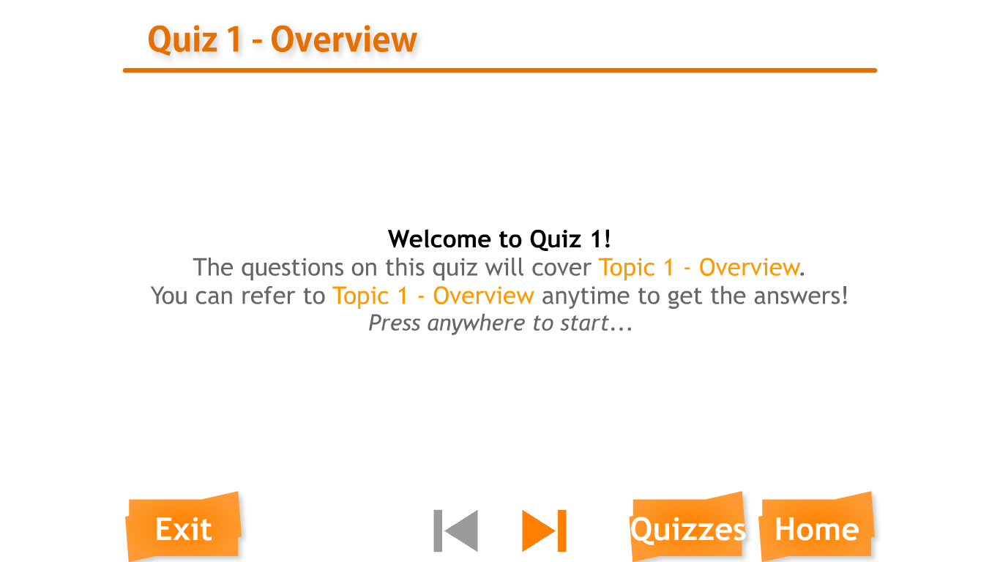 Quiz 1 - Overview
Welcome to Quiz 1!
The questions on this quiz will cover Topic 1 - Overview.
You can refer to Topic 1 - Overview anytime to get the answers!
Press anywhere to start...
Exit
Quizzes
Home